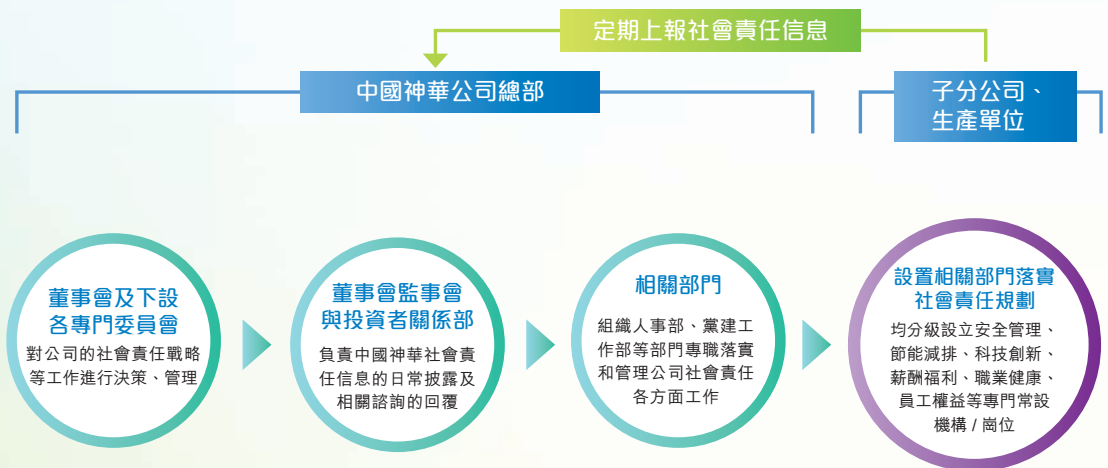 定期上報社會責任信息
中國神華公司總部
子分公司、
生產單位
董事會及下設
各專門委員會
對公司的社會責任戰略
等工作進行決策、管理
董事會監事會
與投資者關係部
負責中國神華社會責
任信息的日常披露及
相關諮詢的回覆
相關部門
組織人事部、黨建工
作部等部門專職落實
和管理公司社會責任
各方面工作
設置相關部門落實
社會責任規劃
均分級設立安全管理、
節能減排、科技創新、
薪酬福利、職業健康、
員工權益等專門常設
機構 / 崗位